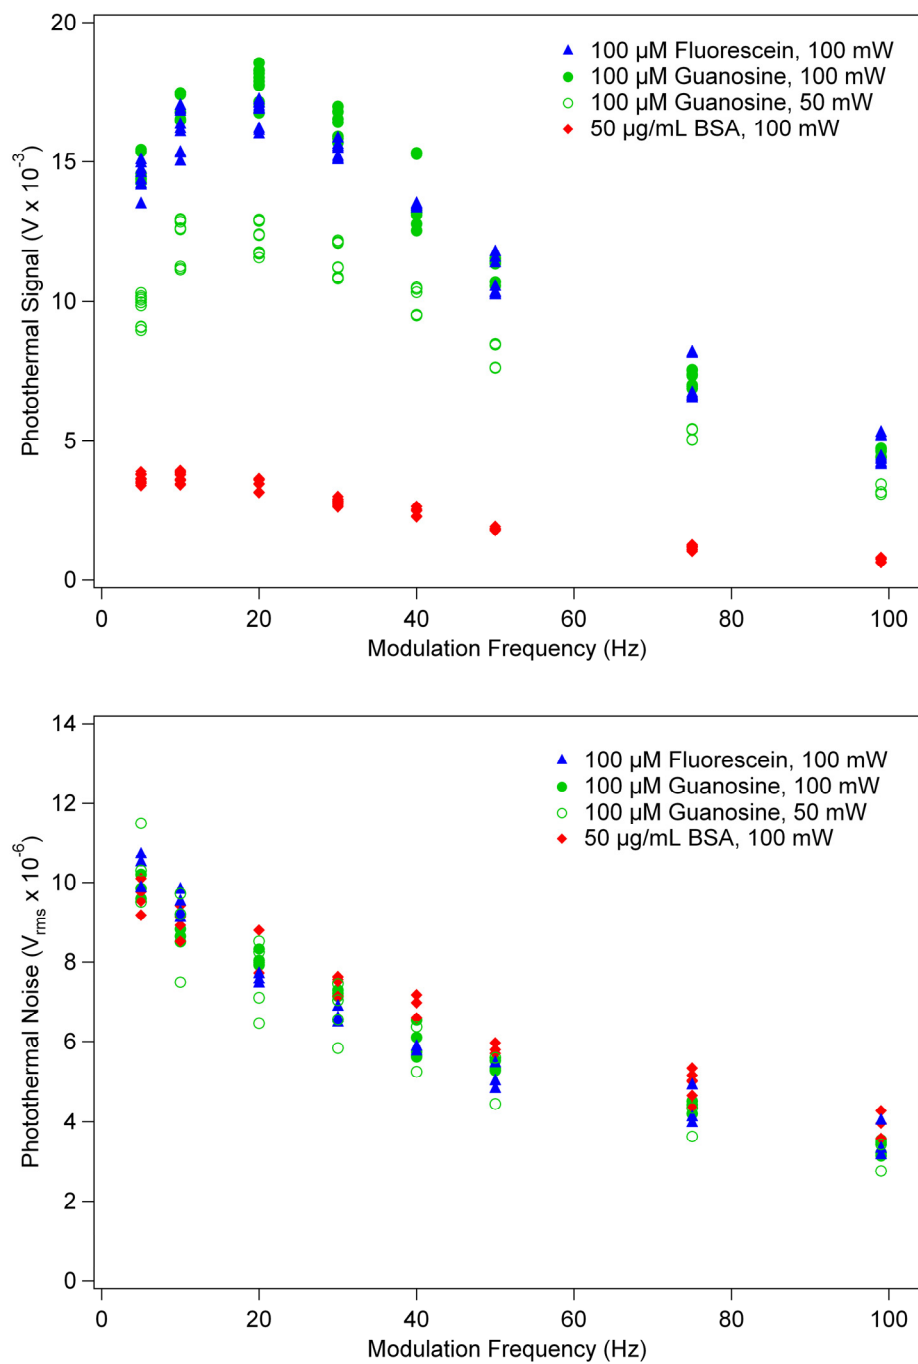 20
15
10
5
0
Photothermal Signal (V x 10-3)
100 µM Fluorescein, 100 mW
100 µM Guanosine, 100 mW
100 µM Guanosine, 50 mW
50 µg/mL BSA, 100 mW
0 20 40 60 80 100
Modulation Frequency (Hz)
14
12
10
8
6
4
2
0
Photothermal Noise (Vrms x 10-6)
100 µM Fluorescein, 100 mW
100 µM Guanosine, 100 mW
100 µM Guanosine, 50 mW
50 µg/mL BSA, 100 mW
0 20 40 60 80 100
Modulation Frequency (Hz)